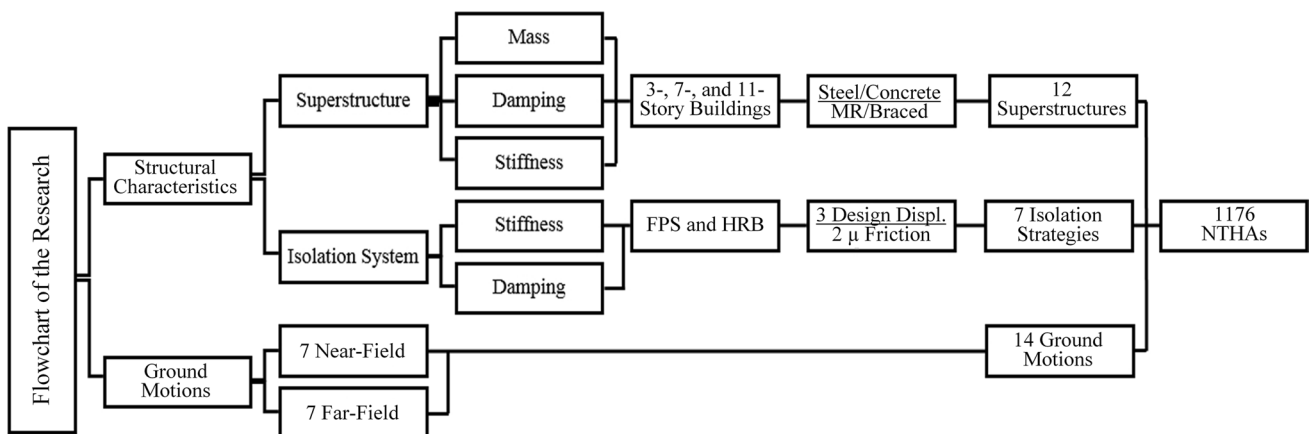 Flowchart of the Research
Structural
Characteristics
Ground
Motions
Superstructure
Isolation System
7 Near-Field
7 Far-Field
Mass
Damping
Stiffness
Stiffness
Damping
3-, 7-, and 11-
Story Buildings
Steel/Concrete
MR/Braced
12
Superstructures
FPS and HRB
3 Design Displ.
2 μ Friction
7 Isolation
Strategies
14 Ground
Motions
1176
NTHAs